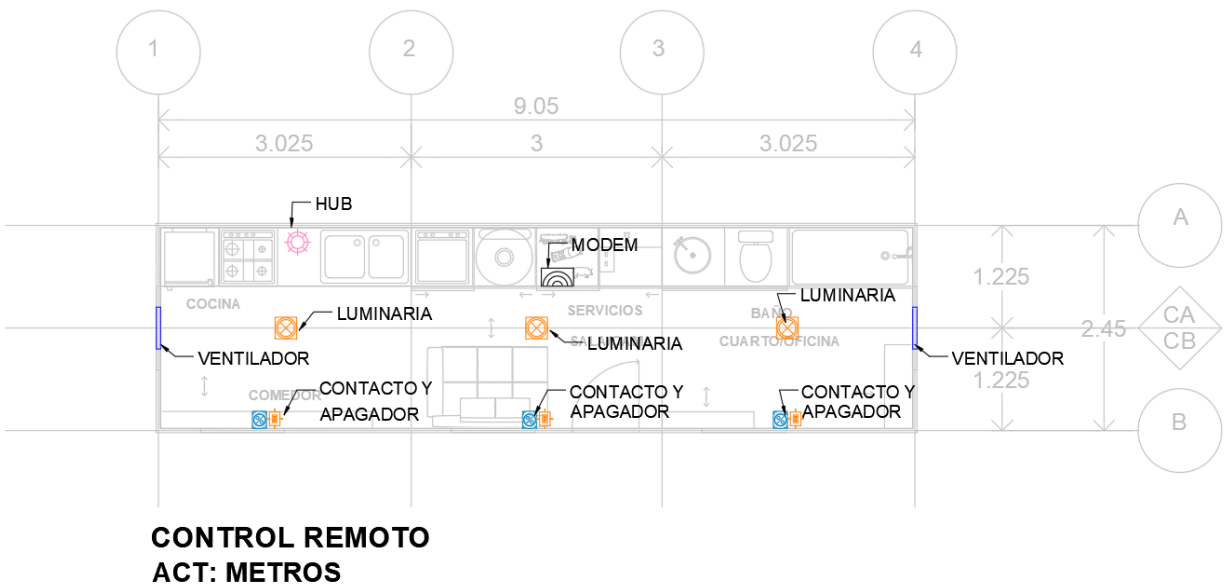 1 2 3 4
9.05
3.025 3 3.025
HUB
A
MODEM
1.225
COCINA
SERVICIOS
BAÑO
LUMINARIA
LUMINARIA
LUMINARIA
CUARTO/OFICINA
2.45
CA
CB
VENTILADOR
VENTILADOR
1.225
COMEDOR
CONTACTO Y
APAGADOR
CONTACTO Y
APAGADOR
CONTACTO Y
APAGADOR
B
CONTROL REMOTO
ACT: METROS